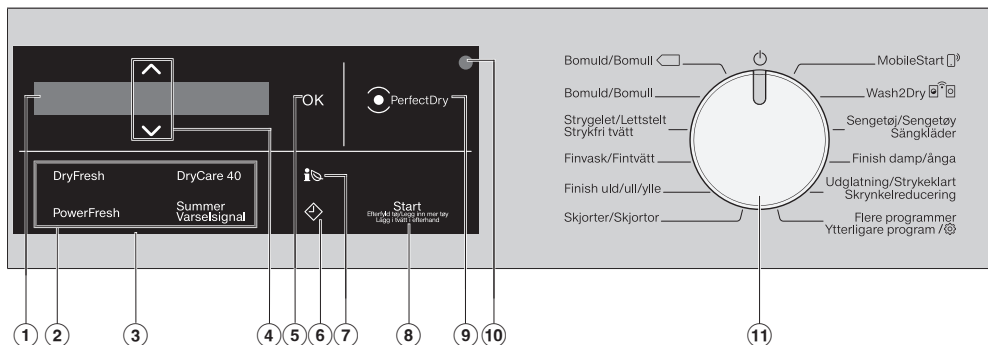 OK
PerfectDry
DryFresh
DryCare 40
PowerFresh
Summer
Varselsignal
Start
Efterfyld tøj/Legg inn mer tøy
Lägg i tvätt i efterhand
Bomuld/Bomull
Bomuld/Bomull
Strygelet/Lettstelt
Strykfri tvätt
Finvask/Fintvätt
Finish uld/ull/ylle
Skjorter/Skjortor
MobileStart
Wash2Dry
Sengetøj/Sengetøy
Sängkläder
Finish damp/ånga
Udglatning/Strykeklart
Skrynkelreducering
Flere programmer
Ytterligare program /
1 2 3 4 5 6 7 8 9 10 11